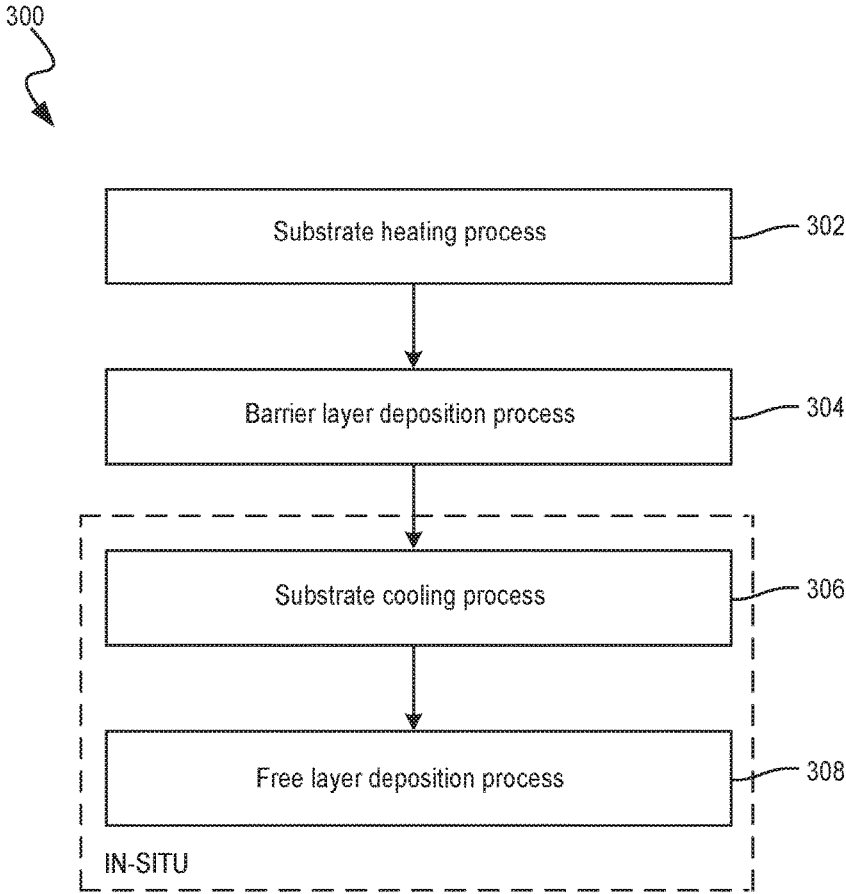 300
Substrate heating process
302
Barrier layer deposition process
304
Substrate cooling process
306
Free layer deposition process
308
IN-SITU